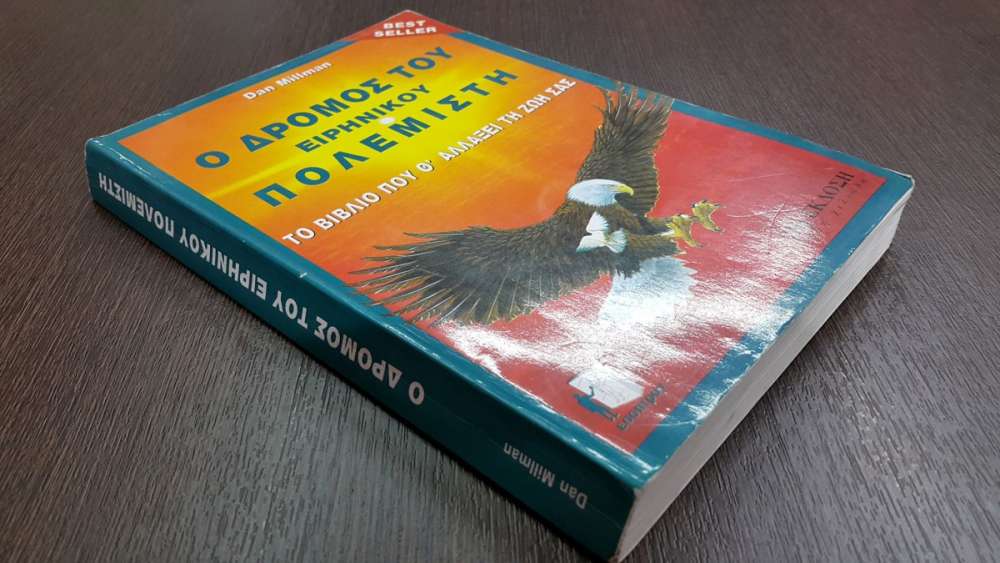 BEST
SELLER
Dan Millman
Ο ΔΡΟΜΟΣ ΤΟΥ
ΕΙΡΗΝΙΚΟΥ
ΠΟΛΕΜΙΣΤΗ
ΤΟ ΒΙΒΛΙΟ ΠΟΥ Θ' ΑΛΛΑΞΕΙ ΤΗ ΖΩΗ ΣΑΣ
Dan Millman Ο ΔΡΟΜΟΣ ΤΟΥ ΕΙΡΗΝΙΚΟΥ ΠΟΛΕΜΙΣΤΗ